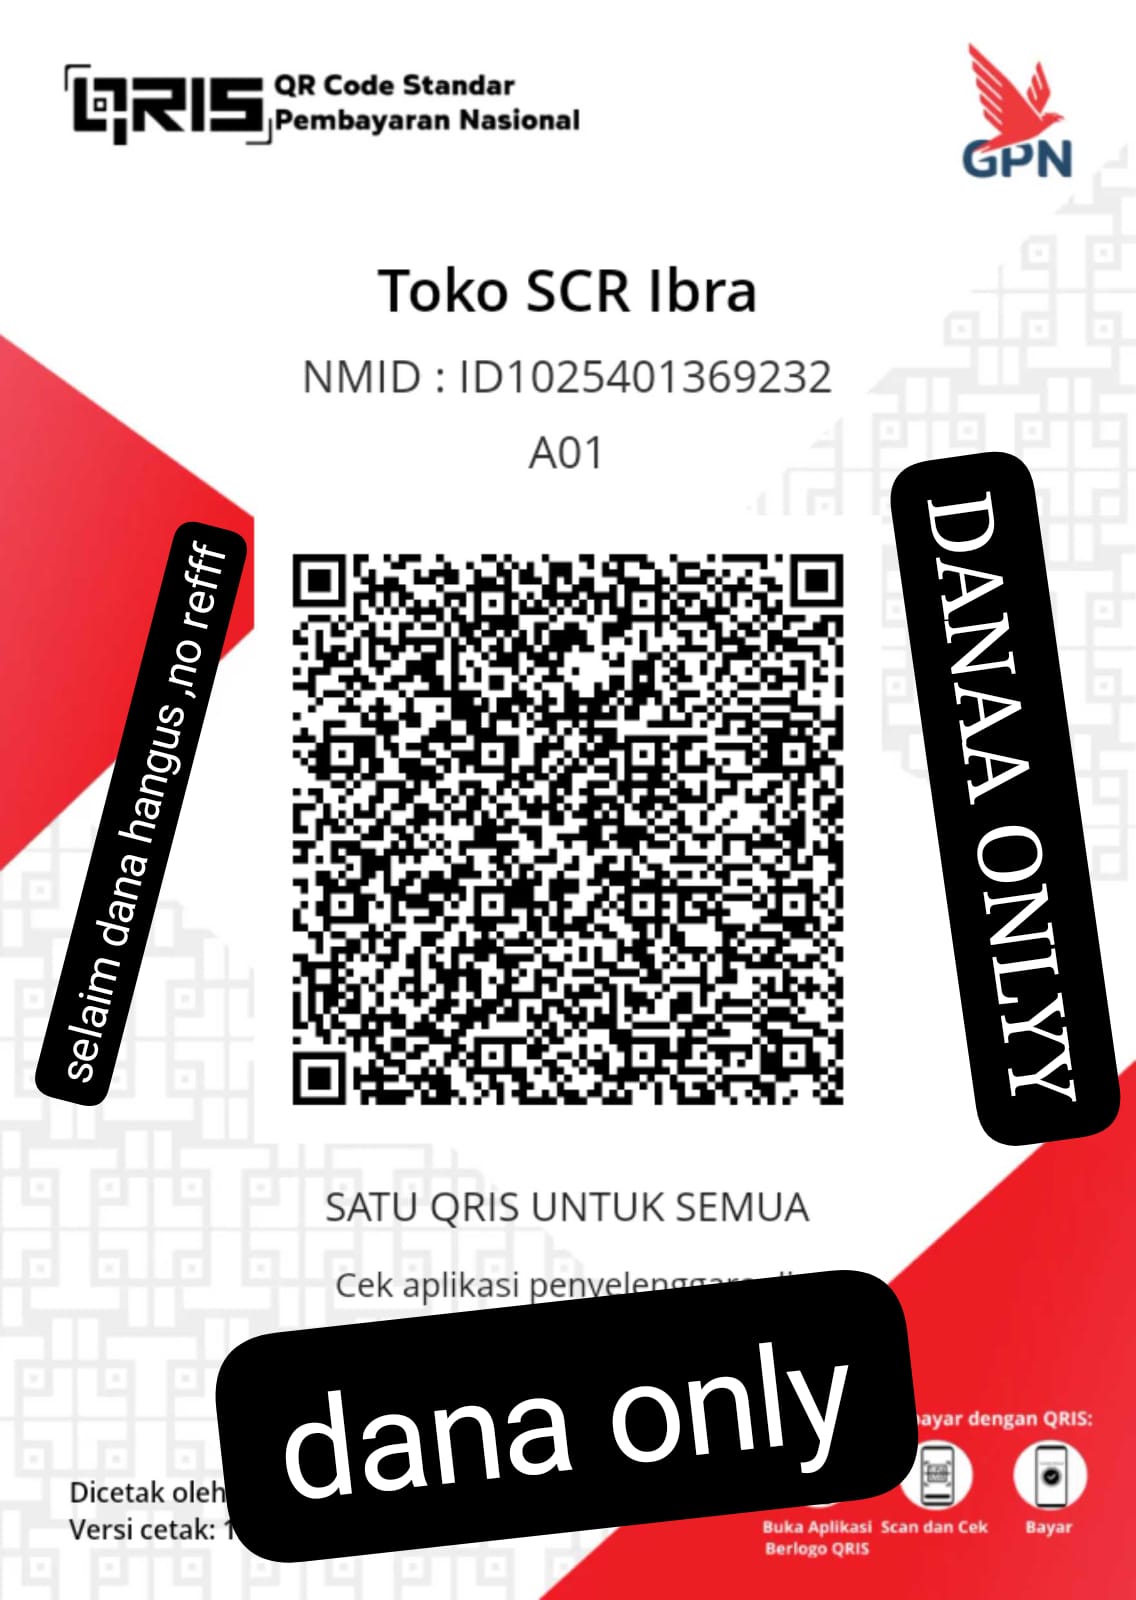 QRIS
QR Code Standar
Pembayaran Nasional
GPN
Toko SCR Ibra
NMID : ID1025401369232
A01
DANAA ONLYY
selaim dana hangus ,no refff
SATU QRIS UNTUK SEMUA
Cek aplikasi penyelenggara
dana only
bayar dengan QRIS:
Dicetak oleh
Versi cetak: 1
Buka Aplikasi
Berlogo QRIS
Scan dan Cek
Bayar